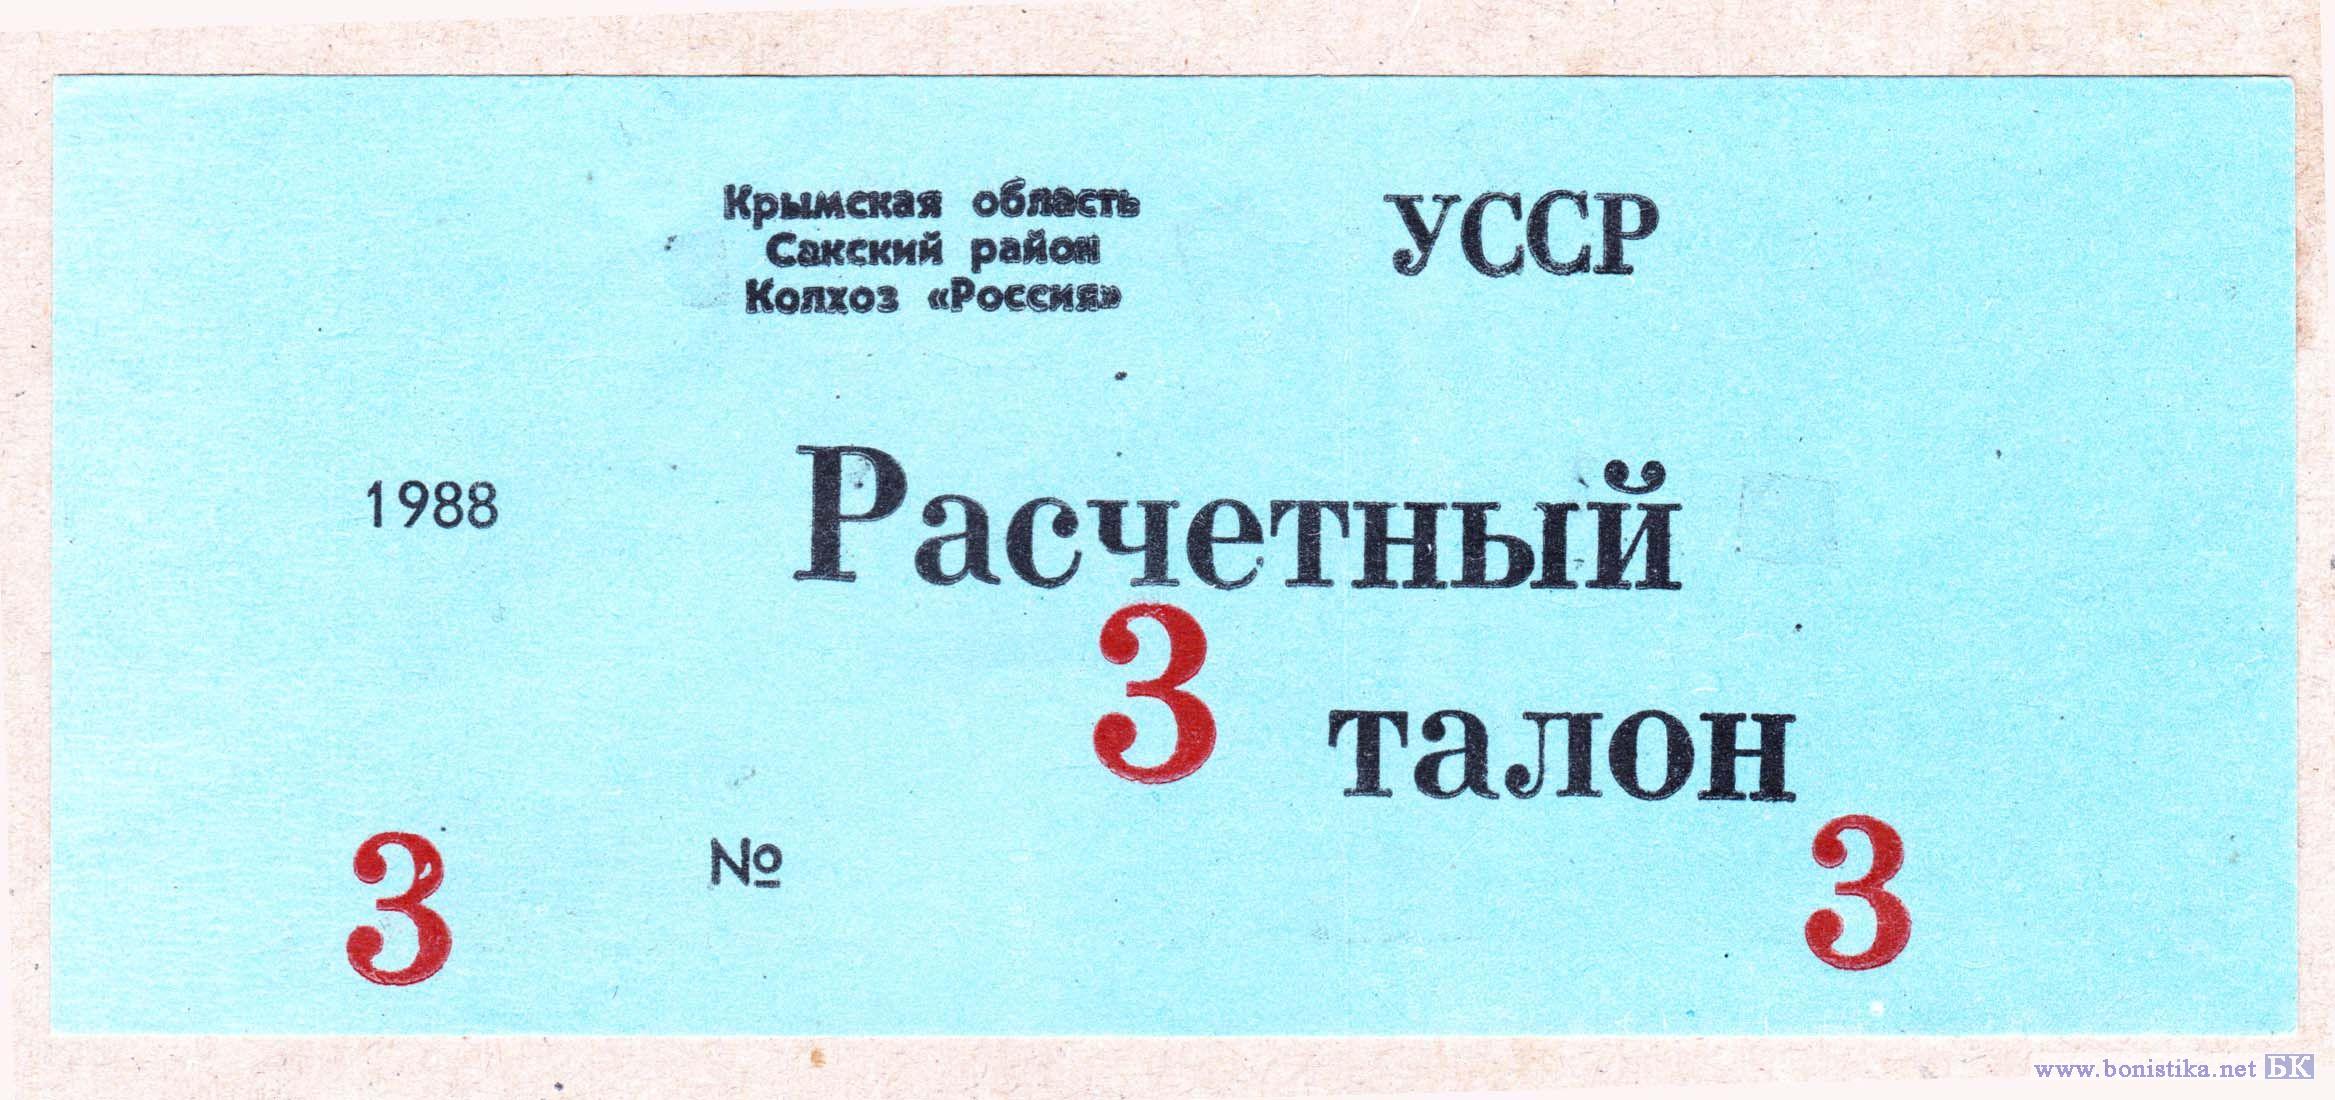 Крымская область
Сакский район
Колхоз «Россия»
УССР
1988
Расчетный
3
талон
3
№
3
www.bonistika.net БК